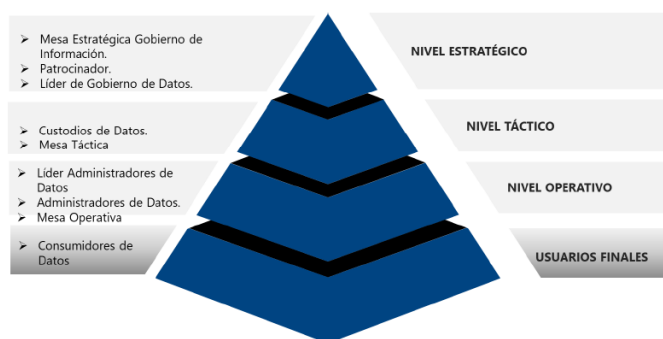 ➢ Mesa Estratégica Gobierno de
Información.
➢ Patrocinador.
➢ Líder de Gobierno de Datos.
NIVEL ESTRATÉGICO
➢ Custodios de Datos.
➢ Mesa Táctica
NIVEL TÁCTICO
➢ Líder Administradores de
Datos
➢ Administradores de Datos.
➢ Mesa Operativa
NIVEL OPERATIVO
➢ Consumidores de
Datos
USUARIOS FINALES